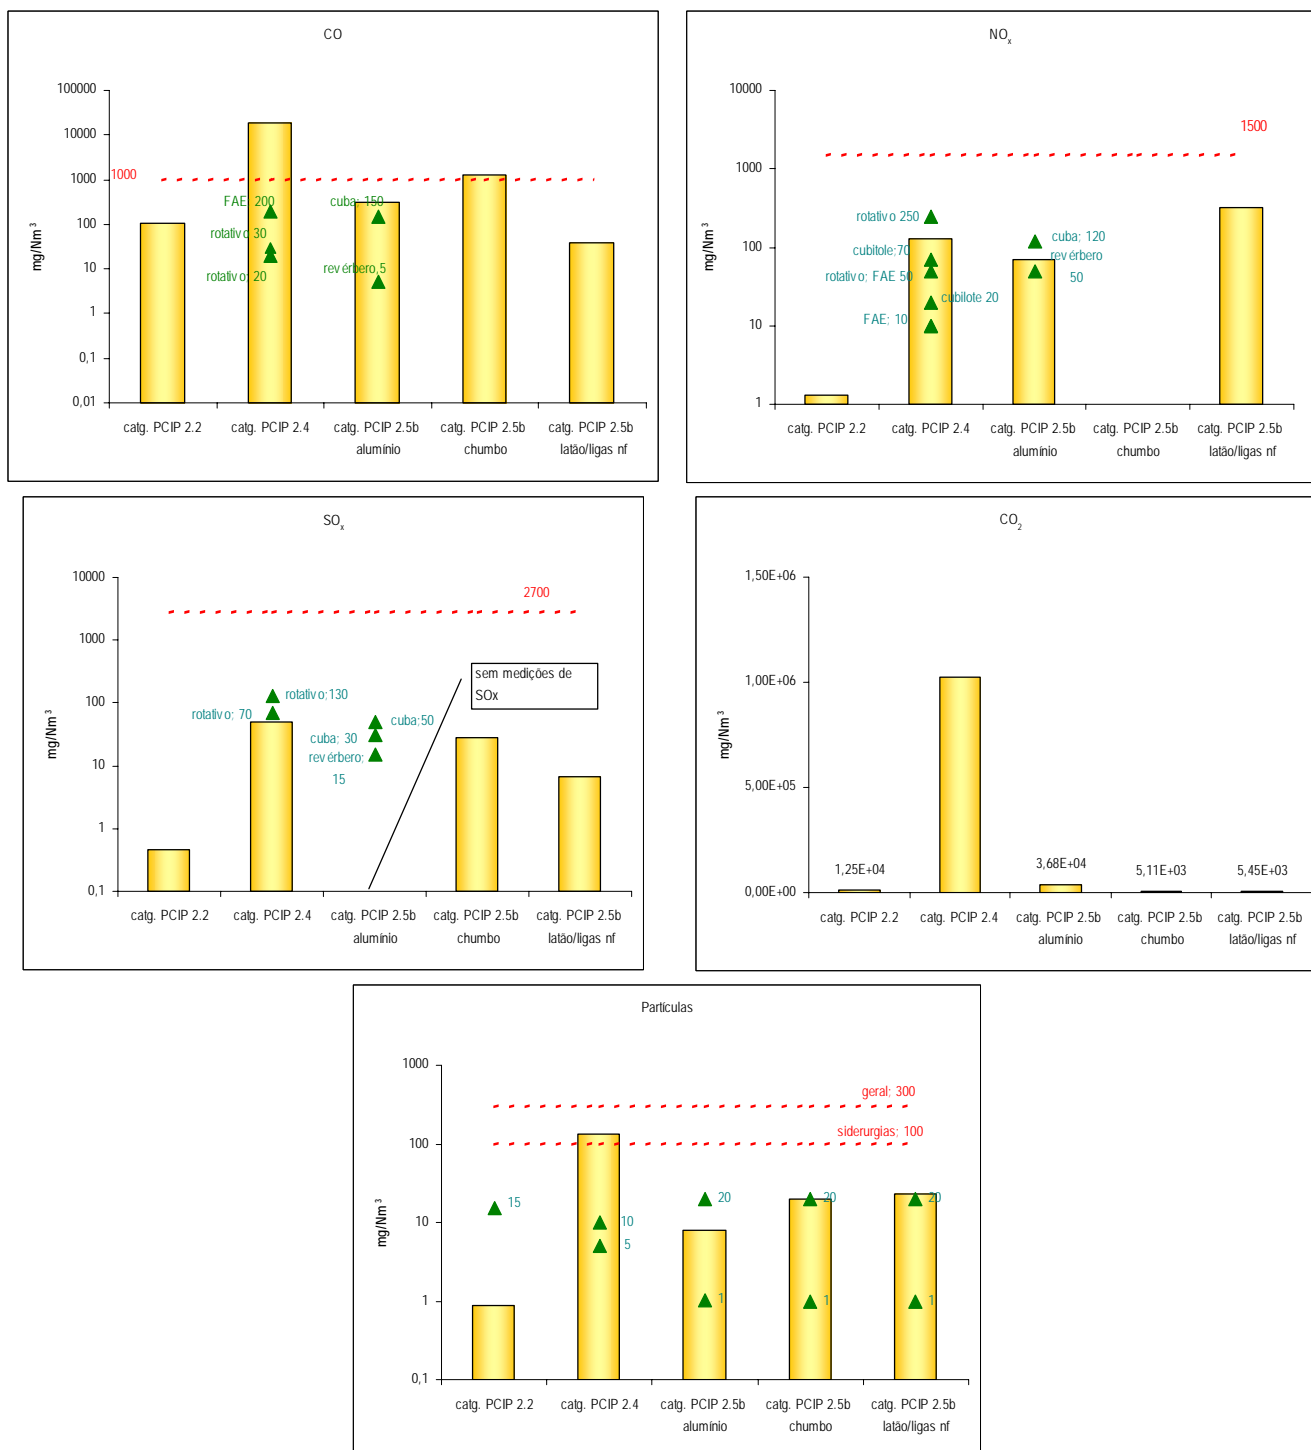 CO
100000
10000
1000
100
10
1
0,1
0,01
mg/Nm³
1000
FAE; 200
rotativo 30
rotativo; 20
cuba; 150
revérbero,5
catg. PCIP 2.2
catg. PCIP 2.4
catg. PCIP 2.5b
alumínio
catg. PCIP 2.5b
chumbo
catg. PCIP 2.5b
latão/ligas nf
NOx
10000
1000
100
10
1
mg/Nm³
1500
rotativo 250
cubitole;70
rotativo; FAE 50
cubilote 20
FAE; 10
cuba; 120
revérbero
50
catg. PCIP 2.2
catg. PCIP 2.4
catg. PCIP 2.5b
alumínio
catg. PCIP 2.5b
chumbo
catg. PCIP 2.5b
latão/ligas nf
SOx
10000
1000
100
10
1
0,1
mg/Nm³
2700
sem medições de
SOx
rotativo;130
rotativo; 70
cuba;50
cuba; 30
revérbero;
15
catg. PCIP 2.2
catg. PCIP 2.4
catg. PCIP 2.5b
alumínio
catg. PCIP 2.5b
chumbo
catg. PCIP 2.5b
latão/ligas nf
CO2
1,50E+06
1,00E+06
5,00E+05
0,00E+00
mg/Nm³
1,25E+04
3,68E+04
5,11E+03
5,45E+03
catg. PCIP 2.2
catg. PCIP 2.4
catg. PCIP 2.5b
alumínio
catg. PCIP 2.5b
chumbo
catg. PCIP 2.5b
latão/ligas nf
Partículas
1000
100
10
1
0,1
mg/Nm³
geral; 300
siderurgias; 100
15
10
5
20
1
20
1
20
1
catg. PCIP 2.2
catg. PCIP 2.4
catg. PCIP 2.5b
alumínio
catg. PCIP 2.5b
chumbo
catg. PCIP 2.5b
latão/ligas nf